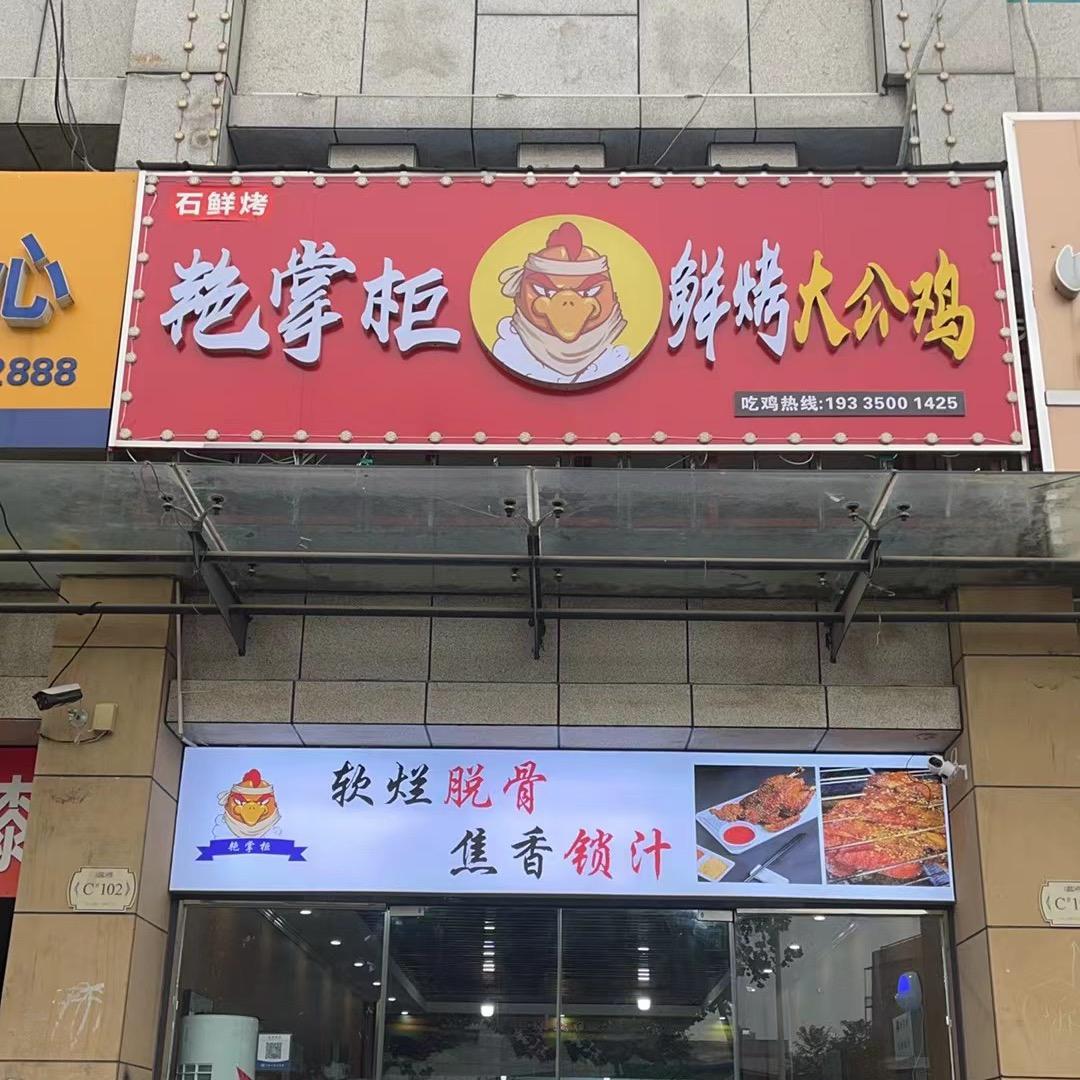 石鲜烤
艳掌柜 鲜烤大公鸡
吃鸡热线:193 3500 1425
心
2888
软烂脱骨
焦香锁汁
艳掌柜
C#102